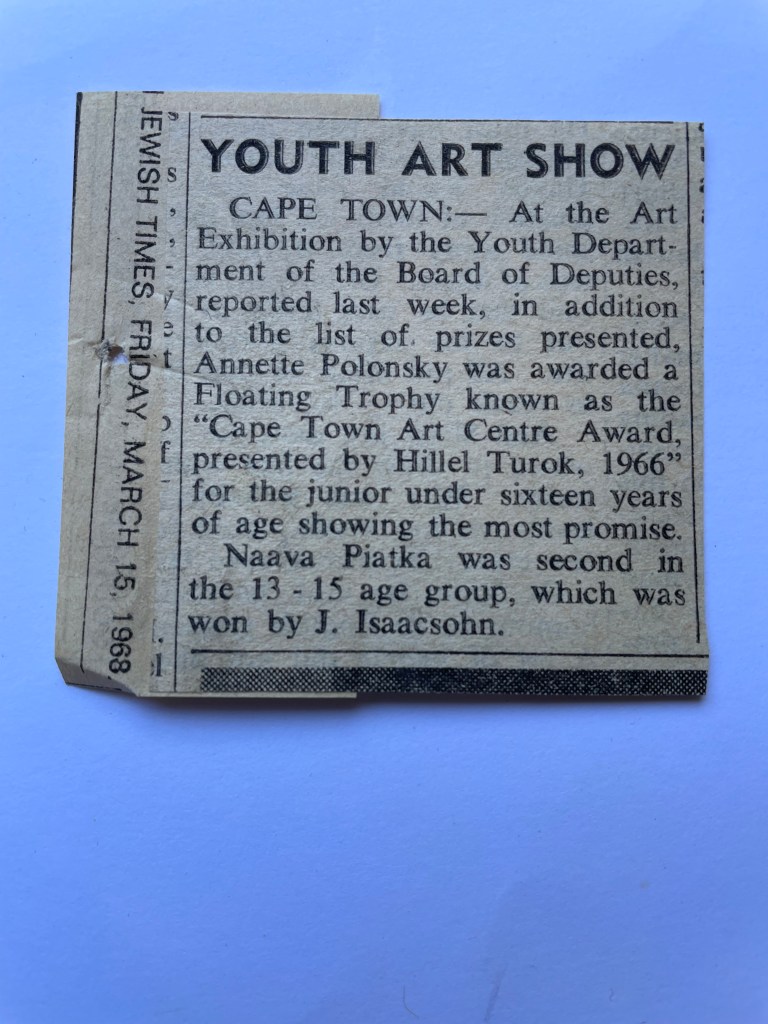 JEWISH TIMES, FRIDAY, MARCH 15, 1968.
YOUTH ART SHOW
CAPE TOWN:— At the Art
Exhibition by the Youth Depart-
ment of the Board of Deputies,
reported last week, in addition
to the list of prizes presented,
Annette Polonsky was awarded a
Floating Trophy known as the
“Cape Town Art Centre Award,
presented by Hillel Turok, 1966”
for the junior under sixteen years
of age showing the most promise.
Naava Piatka was second in
the 13 - 15 age group, which was
won by J. Isaacsohn.